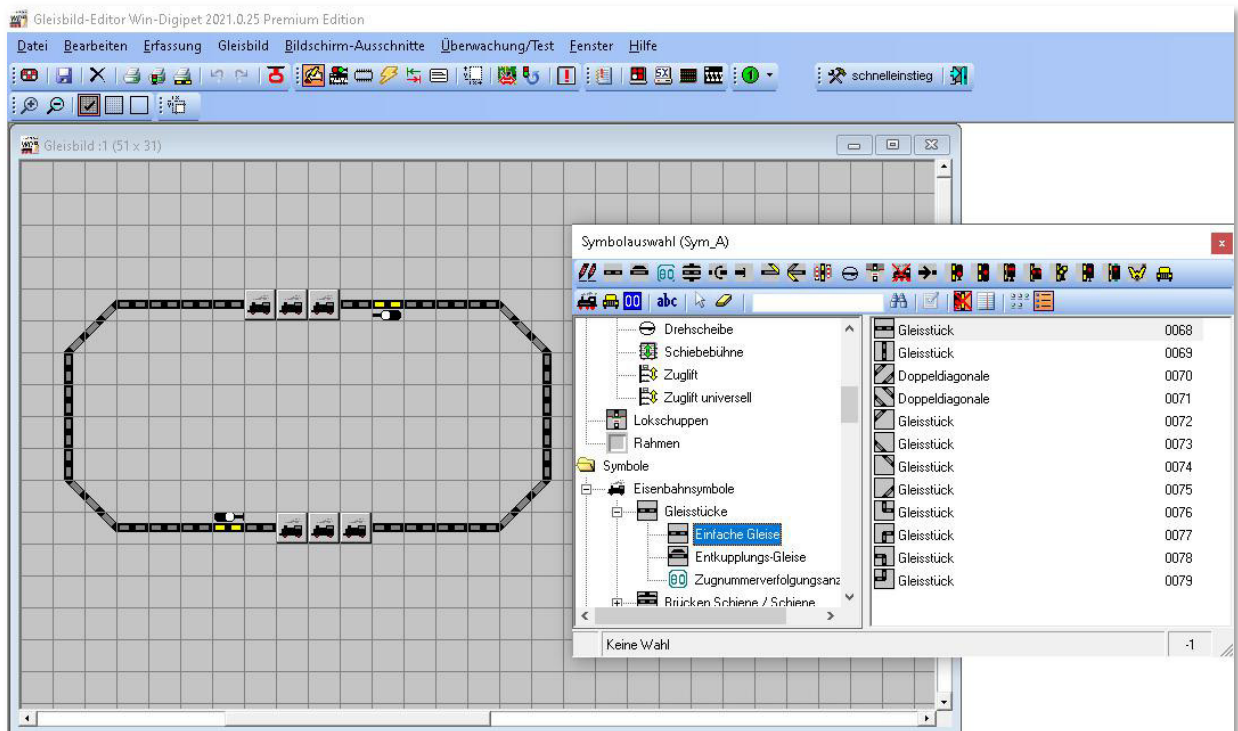 Gleisbild-Editor Win-Digipet 2021.0.25 Premium Edition
Datei Bearbeiten Erfassung Gleisbild Bildschirm-Ausschnitte Überwachung/Test Fenster Hilfe
schnelleinstieg
Gleisbild :1 (51 x 31)
Symbolauswahl (Sym_A)
abc
Drehscheibe
Schiebebühne
Zuglift
Zuglift universell
Lokschuppen
Rahmen
Symbole
Eisenbahnsymbole
Gleisstücke
Einfache Gleise
Entkupplungs-Gleise
Zugnummerverfolgungsanz
Brücken Schiene / Schiene
Gleisstück 0068
Gleisstück 0069
Doppeldiagonale 0070
Doppeldiagonale 0071
Gleisstück 0072
Gleisstück 0073
Gleisstück 0074
Gleisstück 0075
Gleisstück 0076
Gleisstück 0077
Gleisstück 0078
Gleisstück 0079
Keine Wahl -1